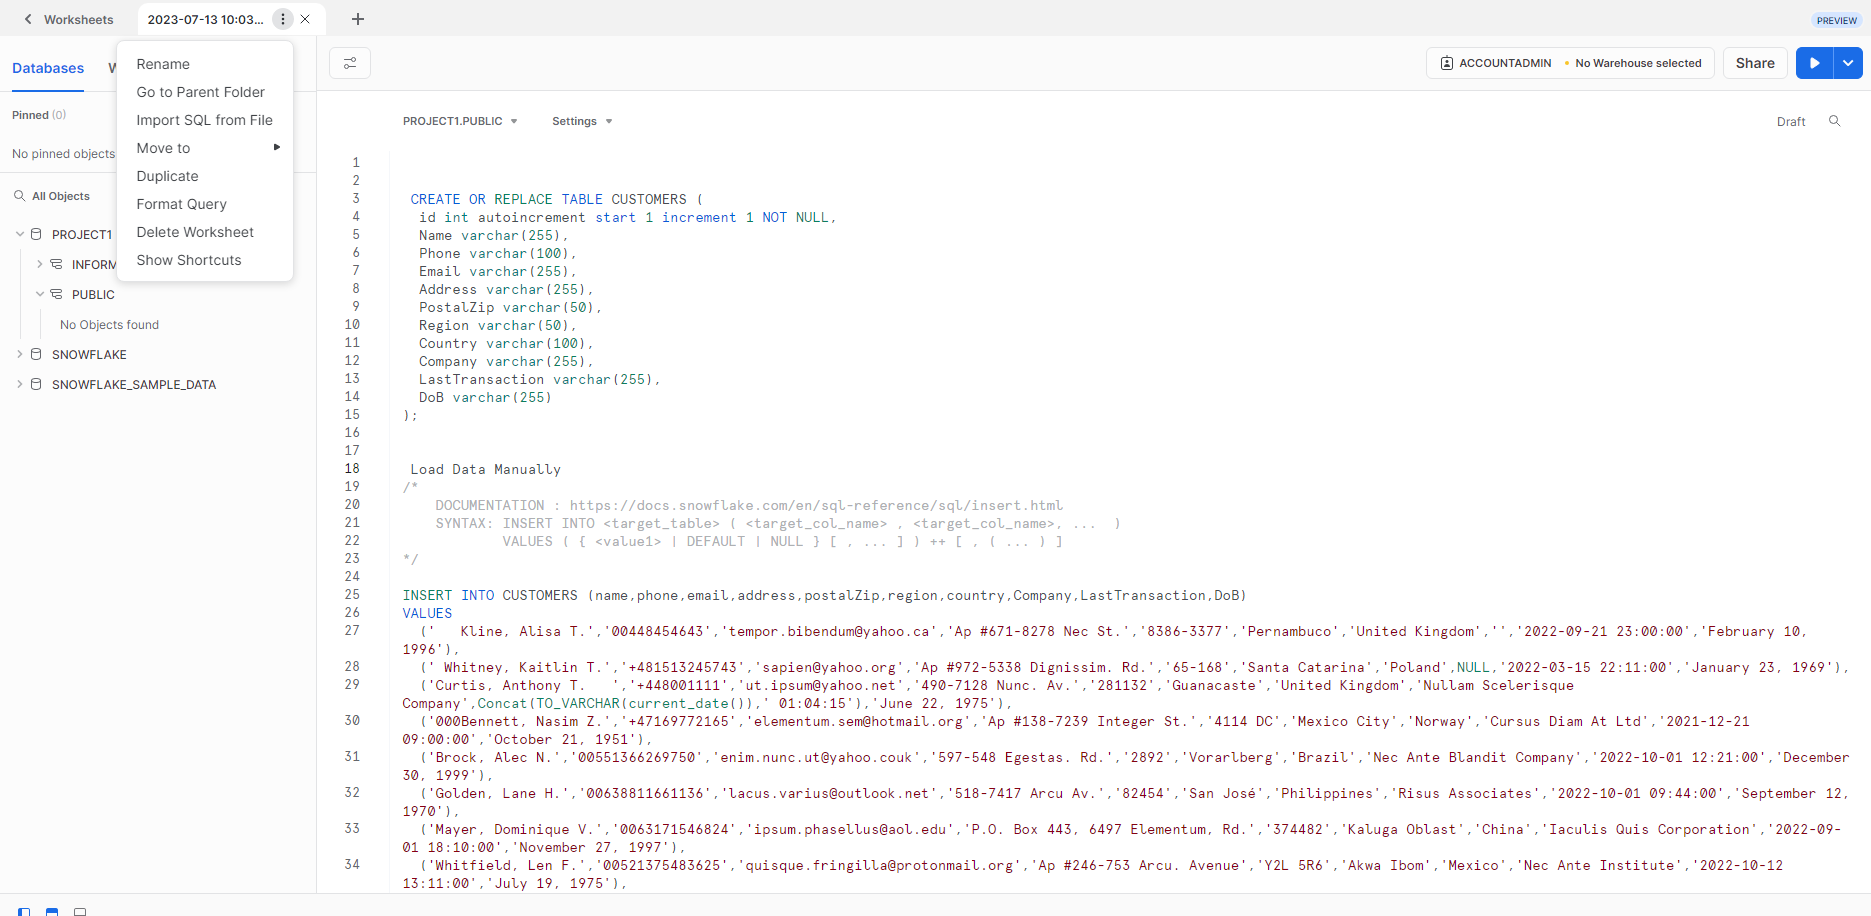 Worksheets
2023-07-13 10:03...
PREVIEW
Databases
Rename
Go to Parent Folder
Import SQL from File
Move to
Duplicate
Format Query
Delete Worksheet
Show Shortcuts
Pinned (0)
No pinned objects
All Objects
PROJECT1
INFORM
PUBLIC
No Objects found
SNOWFLAKE
SNOWFLAKE_SAMPLE_DATA
ACCOUNTADMIN
No Warehouse selected
Share
PROJECT1.PUBLIC
Settings
Draft
1
2
3 CREATE OR REPLACE TABLE CUSTOMERS (
4 id int autoincrement start 1 increment 1 NOT NULL,
5 Name varchar(255),
6 Phone varchar(100),
7 Email varchar(255),
8 Address varchar(255),
9 PostalZip varchar(50),
10 Region varchar(50),
11 Country varchar(100),
12 Company varchar(255),
13 LastTransaction varchar(255),
14 DoB varchar(255)
15 );
16
17
18 Load Data Manually
19 /*
20 DOCUMENTATION : https://docs.snowflake.com/en/sql-reference/sql/insert.html
21 SYNTAX: INSERT INTO <target_table> ( <target_col_name> , <target_col_name>, ... )
22 VALUES ( { <value1> | DEFAULT | NULL } [ , ... ] ) ++ [ , ( ... ) ]
23 */
24
25 INSERT INTO CUSTOMERS (name,phone,email,address,postalZip,region,country,Company,LastTransaction,DoB)
26 VALUES
27 ('   Kline, Alisa T.','00448454643','tempor.bibendum@yahoo.ca','Ap #671-8278 Nec St.','8386-3377','Pernambuco','United Kingdom','','2022-09-21 23:00:00','February 10,
1996'),
28 (' Whitney, Kaitlin T.','+481513245743','sapien@yahoo.org','Ap #972-5338 Dignissim. Rd.','65-168','Santa Catarina','Poland',NULL,'2022-03-15 22:11:00','January 23, 1969'),
29 ('Curtis, Anthony T.   ','+448001111','ut.ipsum@yahoo.net','490-7128 Nunc. Av.','281132','Guanacaste','United Kingdom','Nullam Scelerisque
Company',Concat(TO_VARCHAR(current_date()),' 01:04:15'),'June 22, 1975'),
30 ('000Bennett, Nasim Z.','+47169772165','elementum.sem@hotmail.org','Ap #138-7239 Integer St.','4114 DC','Mexico City','Norway','Cursus Diam At Ltd','2021-12-21
09:00:00','October 21, 1951'),
31 ('Brock, Alec N.','00551366269750','enim.nunc.ut@yahoo.couk','597-548 Egestas. Rd.','2892','Vorarlberg','Brazil','Nec Ante Blandit Company','2022-10-01 12:21:00','December
30, 1999'),
32 ('Golden, Lane H.','00638811661136','lacus.varius@outlook.net','518-7417 Arcu Av.','82454','San José','Philippines','Risus Associates','2022-10-01 09:44:00','September 12,
1970'),
33 ('Mayer, Dominique V.','0063171546824','ipsum.phasellus@aol.edu','P.O. Box 443, 6497 Elementum, Rd.','374482','Kaluga Oblast','China','Iaculis Quis Corporation','2022-09-
01 18:10:00','November 27, 1997'),
34 ('Whitfield, Len F.','00521375483625','quisque.fringilla@protonmail.org','Ap #246-753 Arcu. Avenue','Y2L 5R6','Akwa Ibom','Mexico','Nec Ante Institute','2022-10-12
13:11:00','July 19, 1975'),